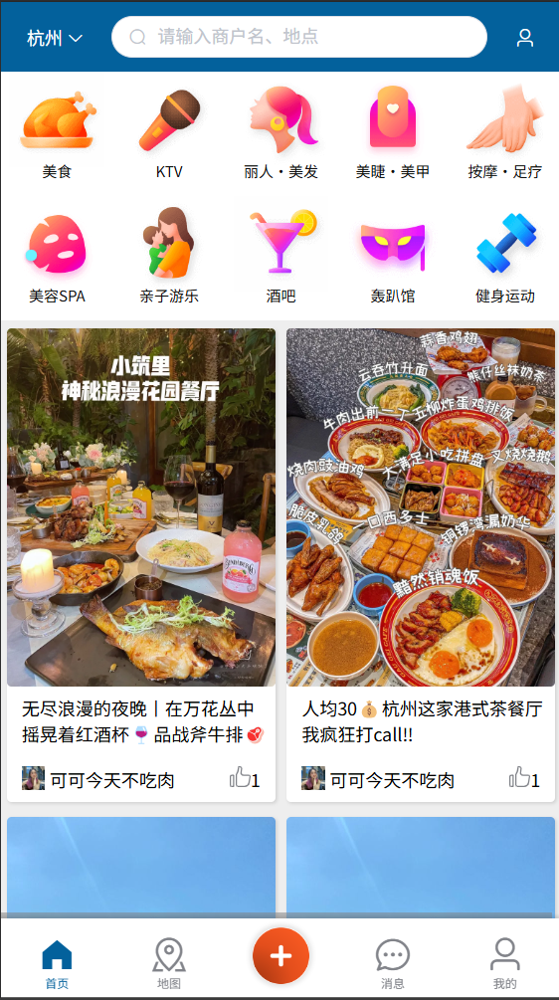 杭州
请输入商户名、地点
美食
KTV
丽人·美发
美睫·美甲
按摩·足疗
美容SPA
亲子游乐
酒吧
轰趴馆
健身运动
小筑里
神秘浪漫花园餐厅
无尽浪漫的夜晚丨在万花丛中
摇晃着红酒杯🍷品战斧牛排🥩
可可今天不吃肉
1
蒜香鸡翅
云吞竹升面
熊仔丝袜奶茶
牛肉出前一丁
五柳炸蛋鸡排饭
烧肉豉油鸡
大满足小吃拼盘
叉烧烧鹅
脆皮乳鸽
口西多士
铜锣湾漏奶华
黯然销魂饭
人均30💰杭州这家港式茶餐厅
我疯狂打call!!
可可今天不吃肉
1
首页
地图
消息
我的